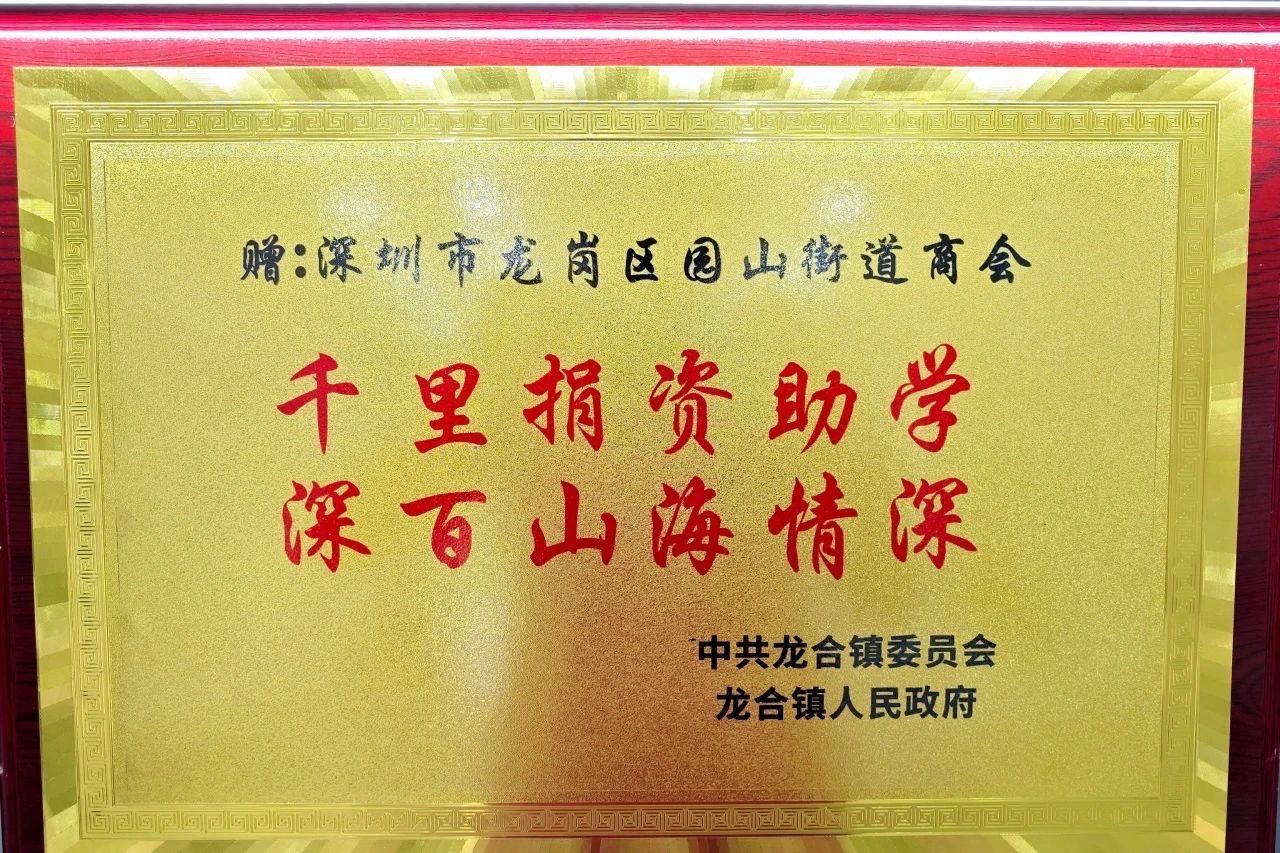 赠:深圳市龙岗区园山街道商会
千里捐资助学
深百山海情深
中共龙合镇委员会
龙合镇人民政府